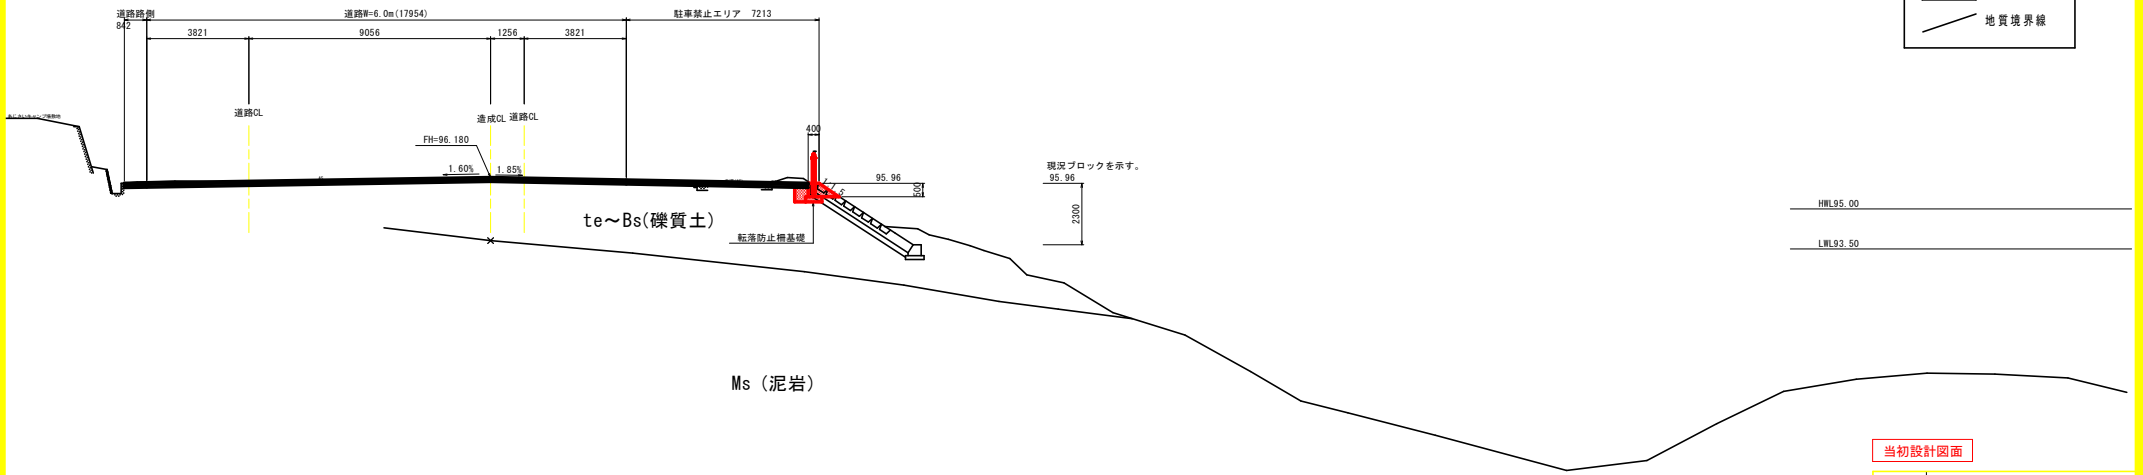 道路路側
842
道路W=6.0m(17954)
駐車禁止エリア 7213
3821
9056
1256
3821
地質境界線
道路CL
造成CL
道路CL
FH=96.180
1.60%
1.85%
400
1:1.5
95.96
500
現況ブロックを示す。
95.96
2300
HWL95.00
LWL93.50
te～Bs(礫質土)
転落防止柵基礎
Ms (泥岩)
当初設計図面